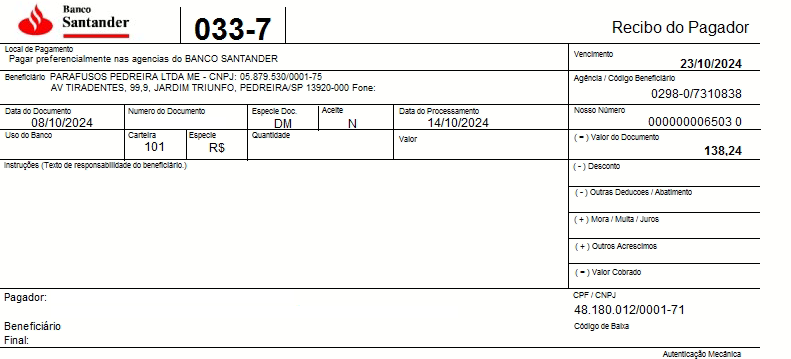 Banco
Santander
033-7
Recibo do Pagador
Local de Pagamento
Pagar preferencialmente nas agencias do BANCO SANTANDER
Vencimento
23/10/2024
Beneficiário PARAFUSOS PEDREIRA LTDA ME - CNPJ: 05.879.530/0001-75
AV TIRADENTES, 99,9, JARDIM TRIUNFO, PEDREIRA/SP 13920-000 Fone:
Agência / Código Beneficiário
0298-0/7310838
Data do Documento Numero do Documento Especie Doc. Aceite Data do Processamento Nosso Número
08/10/2024 DM N 14/10/2024 000000006503 0
Uso do Banco Carteira Especie Quantidade Valor ( = ) Valor do Documento
101 R$ 138,24
Instruções (Texto de responsabilidade do beneficiário.)
( - ) Desconto
( - ) Outras Deducoes / Abatimento
( + ) Mora / Multa / Juros
( + ) Outros Acrescimos
( = ) Valor Cobrado
Pagador:
CPF / CNPJ
48.180.012/0001-71
Beneficiário
Final:
Código de Baixa
Autenticação Mecânica